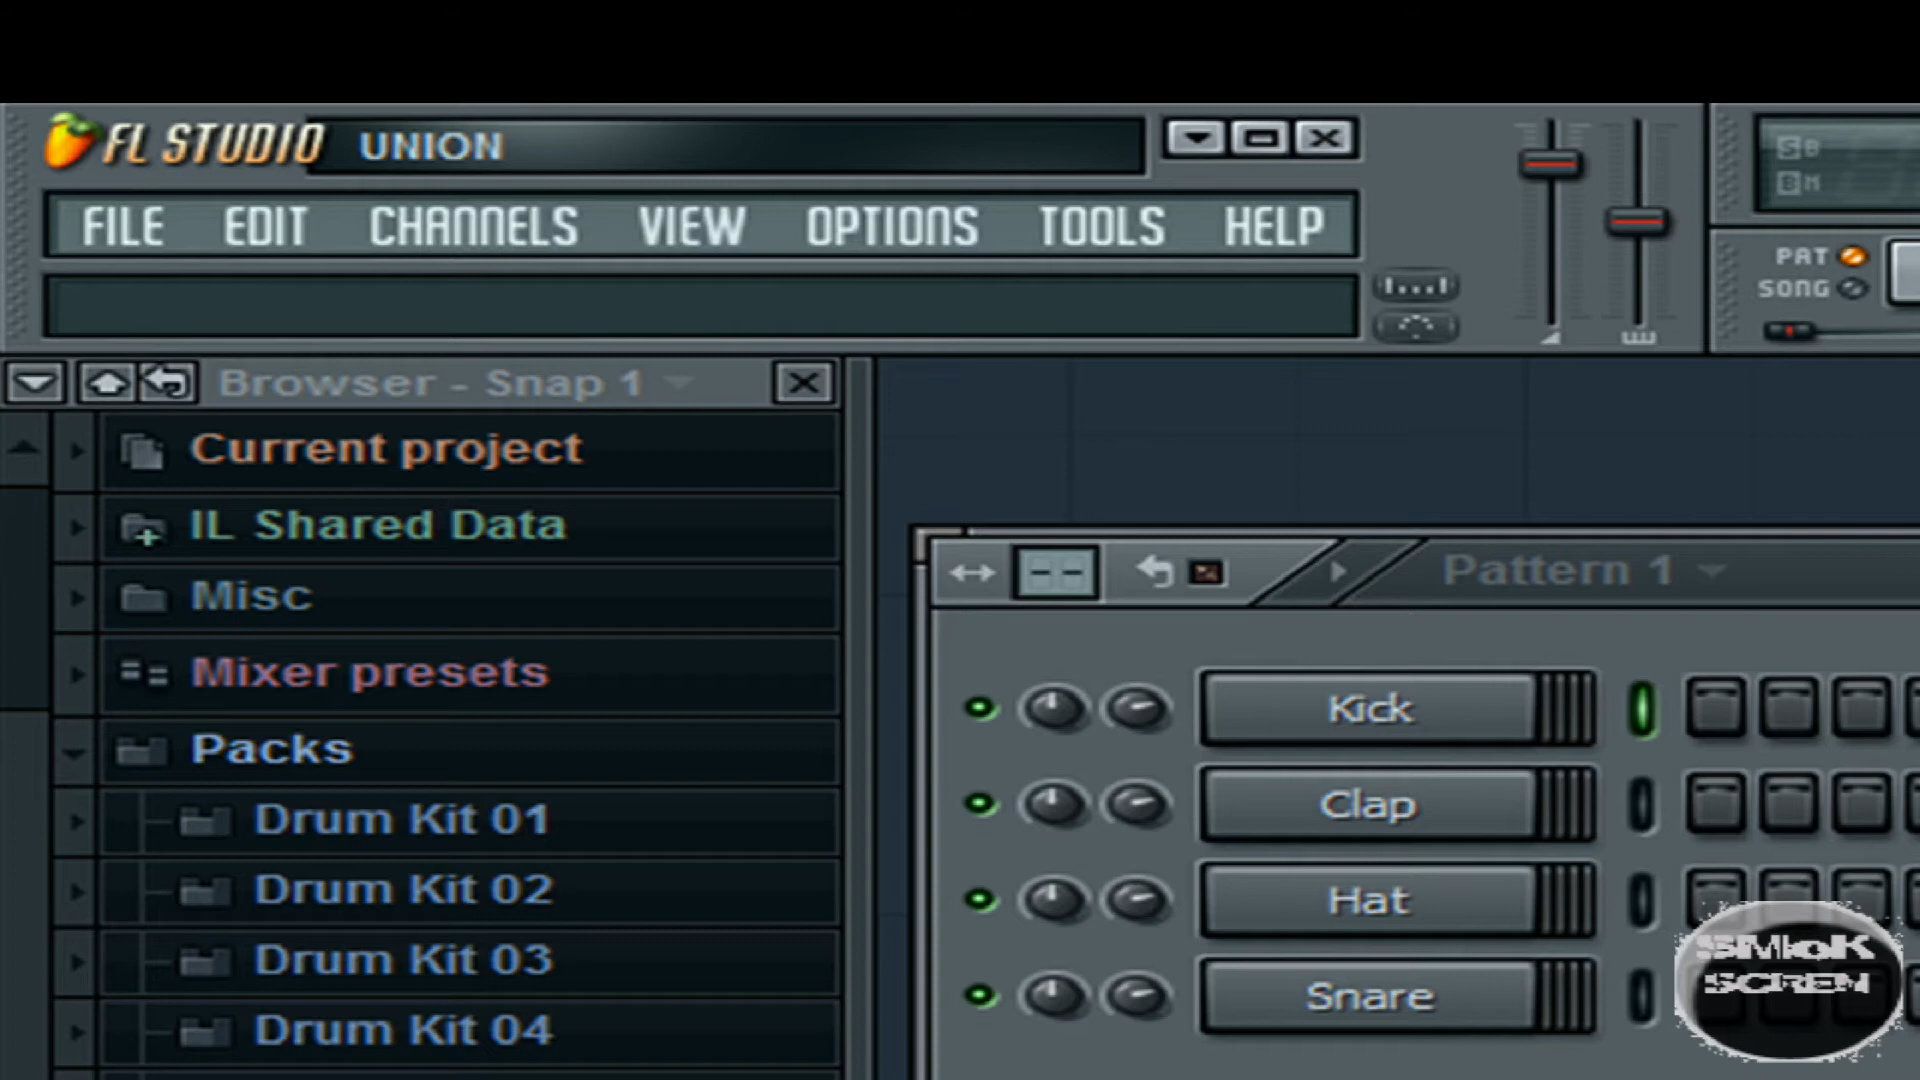 FL STUDIO UNION
FILE EDIT CHANNELS VIEW OPTIONS TOOLS HELP
PAT
SONG
Browser - Snap 1
Current project
IL Shared Data
Misc
Mixer presets
Packs
Drum Kit 01
Drum Kit 02
Drum Kit 03
Drum Kit 04
Pattern 1
Kick
Clap
Hat
Snare
SMoK
SCREN